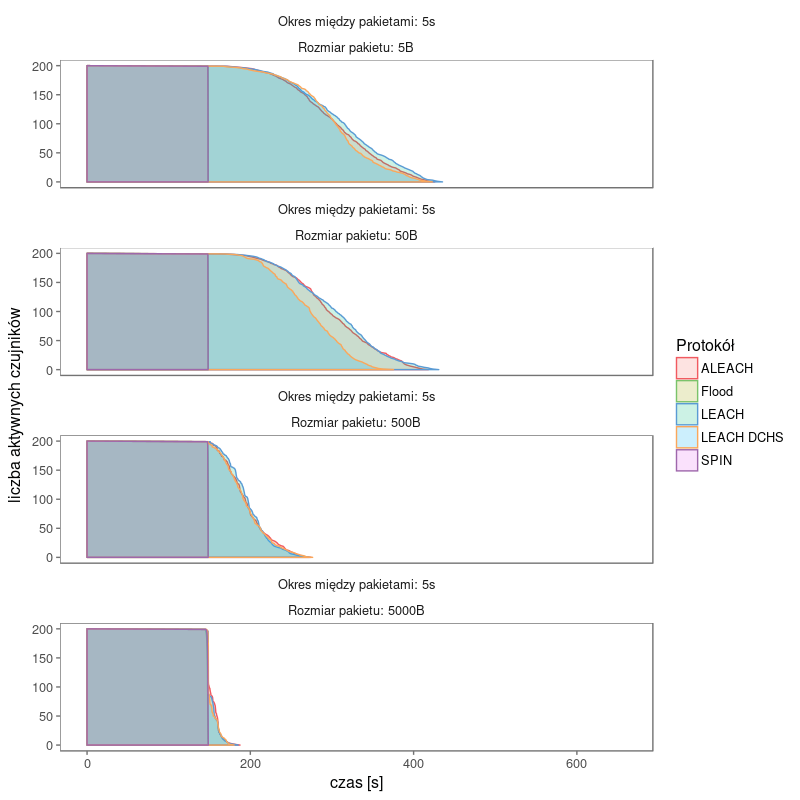 Okres między pakietami: 5s
Rozmiar pakietu: 5B
200
150
100
50
0
Okres między pakietami: 5s
Rozmiar pakietu: 50B
200
150
100
50
0
Okres między pakietami: 5s
Rozmiar pakietu: 500B
200
150
100
50
0
Okres między pakietami: 5s
Rozmiar pakietu: 5000B
200
150
100
50
0
0
200
400
600
czas [s]
liczba aktywnych czujników
Protokół
ALEACH
Flood
LEACH
LEACH DCHS
SPIN